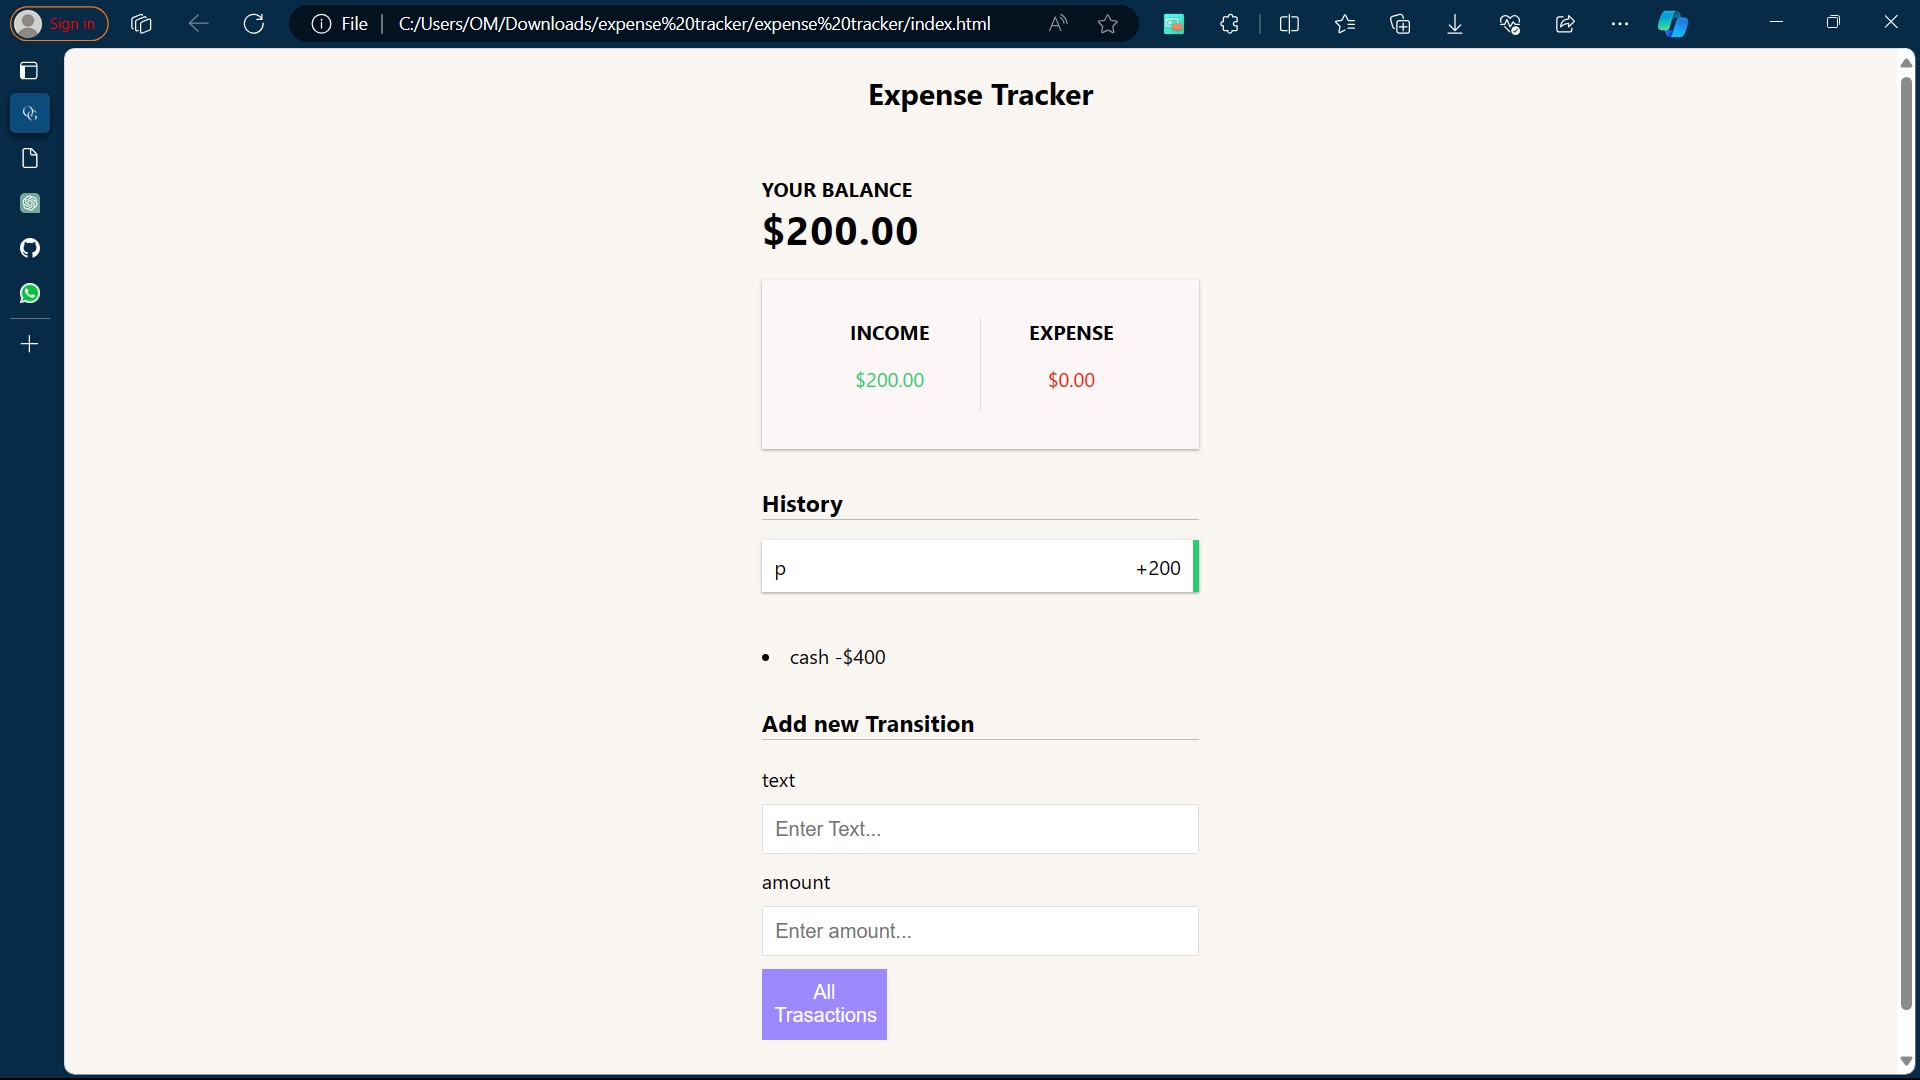 Sign in
File
C:/Users/OM/Downloads/expense%20tracker/expense%20tracker/index.html
Expense Tracker
YOUR BALANCE
$200.00
INCOME
EXPENSE
$200.00
$0.00
History
p
+200
cash -$400
Add new Transition
text
Enter Text...
amount
Enter amount...
All
Trasactions